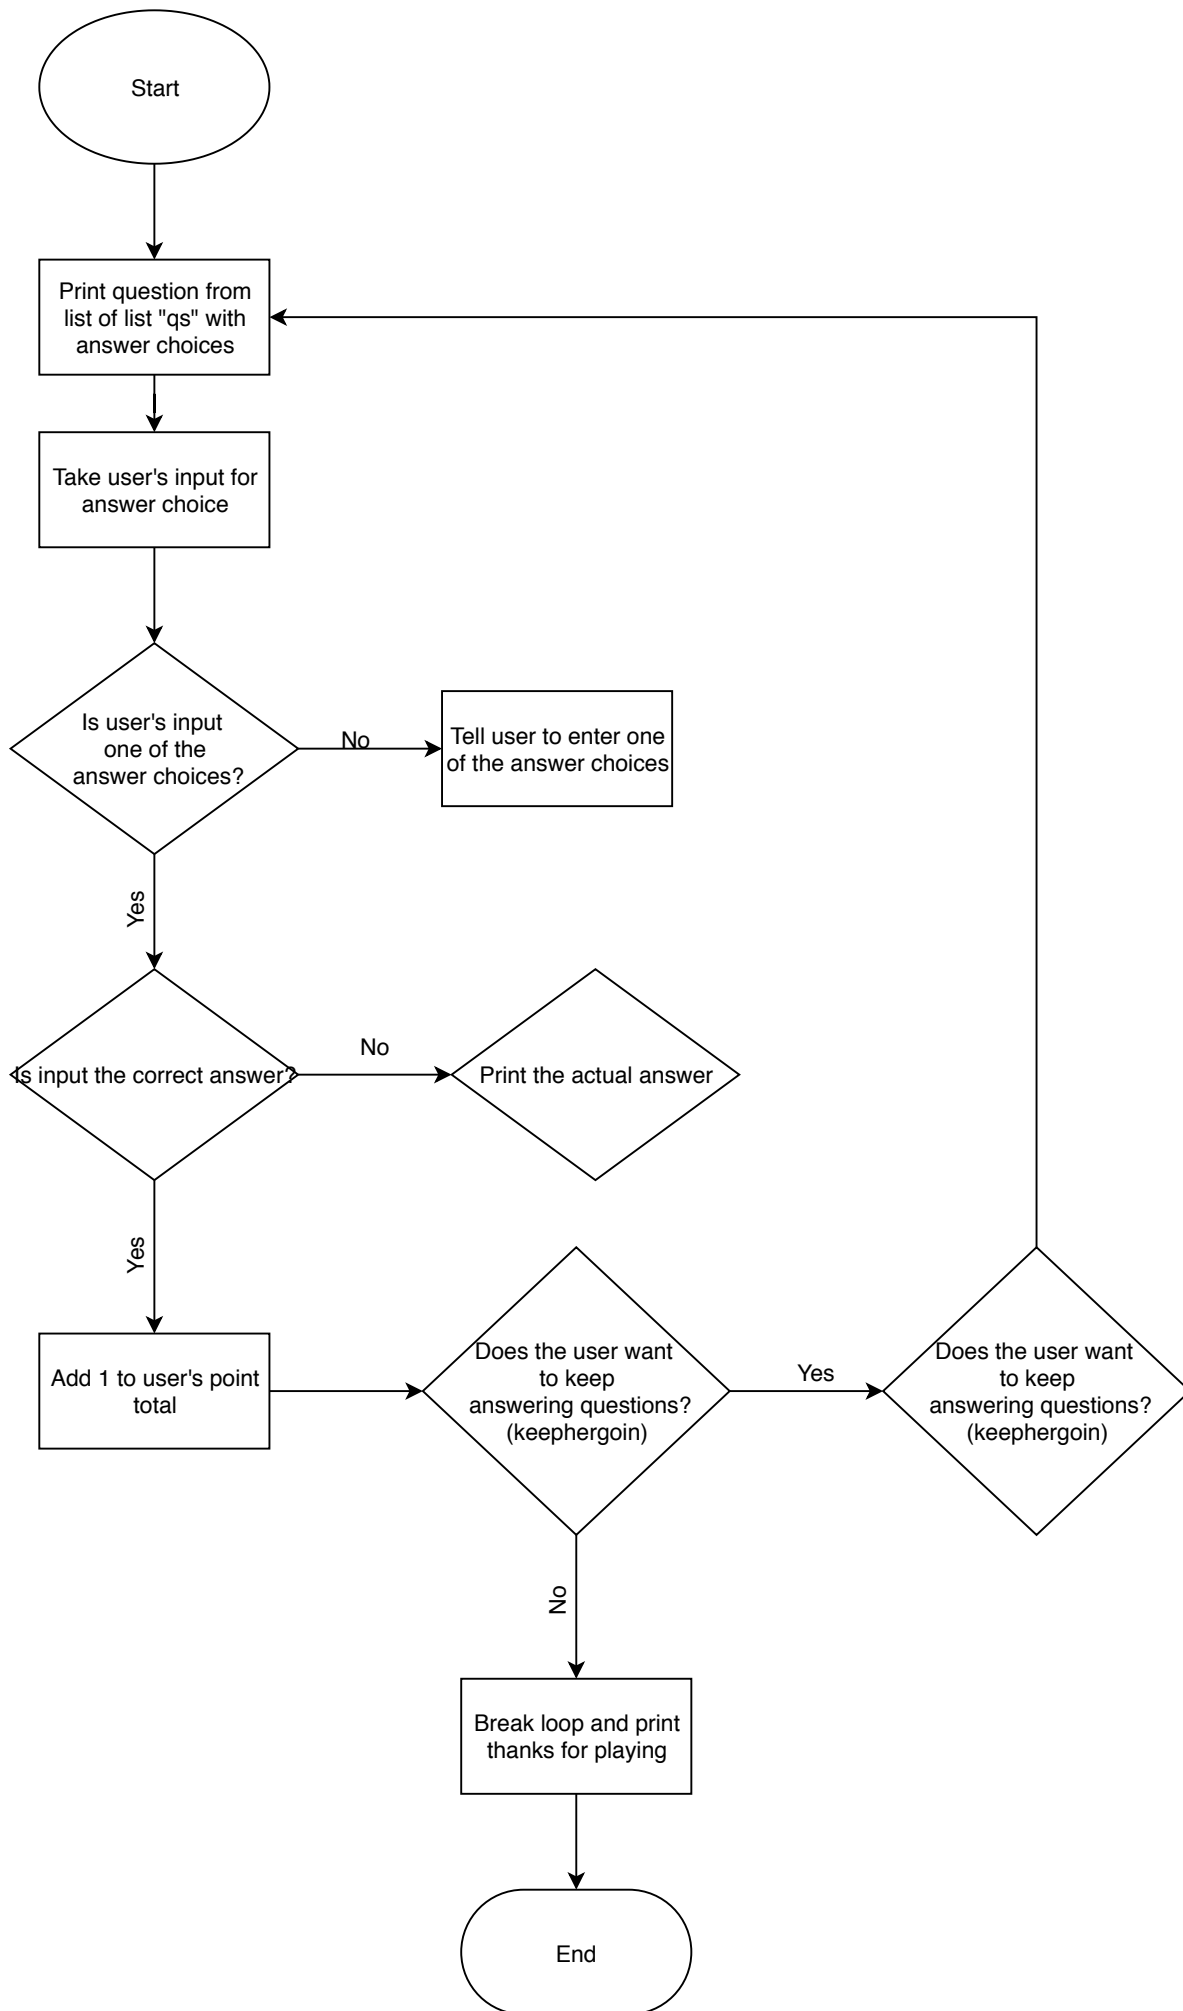 Start
Print question from
list of list "qs" with
answer choices
Take user's input for
answer choice
Is user's input
one of the
answer choices?
No
Tell user to enter one
of the answer choices
Yes
Is input the correct answer?
No
Print the actual answer
Yes
Add 1 to user's point
total
Does the user want
to keep
answering questions?
(keephergoin)
Yes
Does the user want
to keep
answering questions?
(keephergoin)
No
Break loop and print
thanks for playing
End